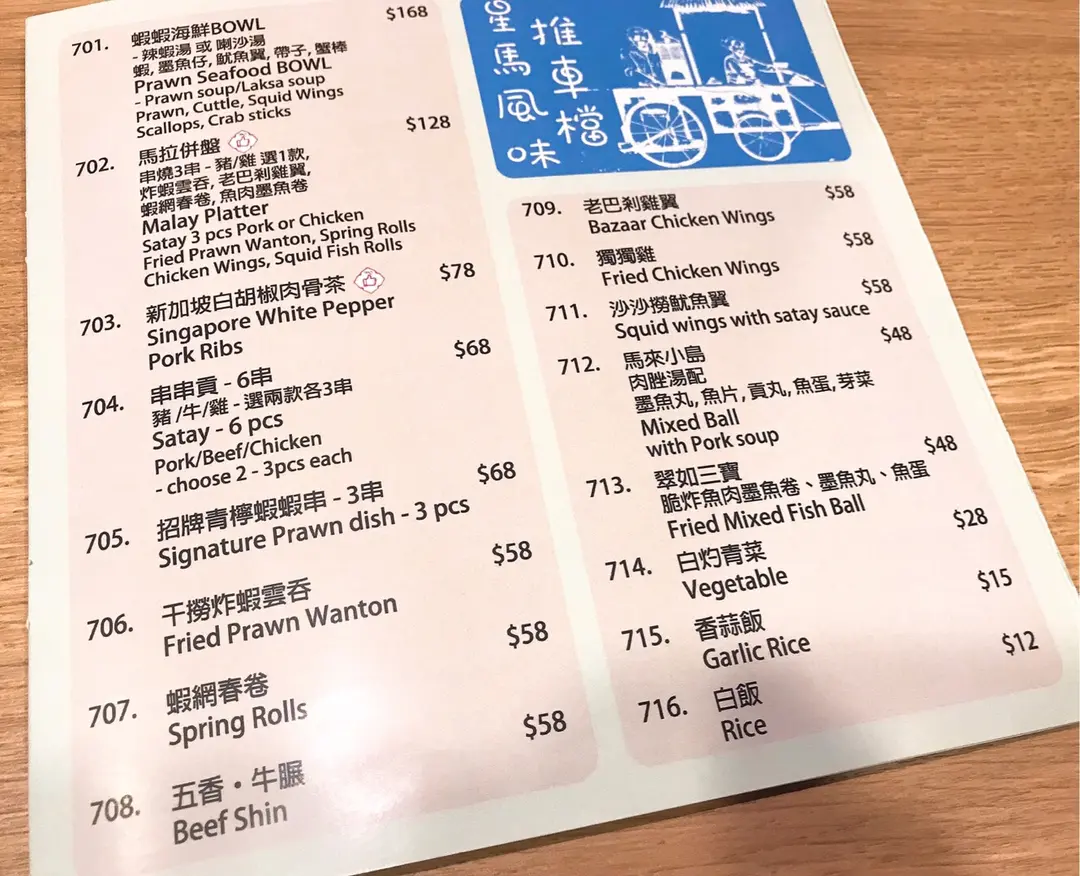 701. 蝦蝦海鮮BOWL $168
- 辣蝦湯 或 喇沙湯
蝦, 墨魚仔, 魷魚翼, 帶子, 蟹棒
Prawn Seafood BOWL
- Prawn soup/Laksa soup
Prawn, Cuttle, Squid Wings
Scallops, Crab sticks
702. 馬拉併盤 $128
串燒3串 - 豬/雞 選1款,
炸蝦雲吞, 老巴剎雞翼,
蝦網春卷, 魚肉墨魚卷
Malay Platter
Satay 3 pcs Pork or Chicken
Fried Prawn Wanton, Spring Rolls
Chicken Wings, Squid Fish Rolls
703. 新加坡白胡椒肉骨茶 $78
Singapore White Pepper
Pork Ribs
704. 串串貢 - 6串 $68
豬 /牛/雞 - 選兩款各3串
Satay - 6 pcs
Pork/Beef/Chicken
- choose 2 - 3pcs each
705. 招牌青檸蝦蝦串 - 3串 $68
Signature Prawn dish - 3 pcs
706. 干撈炸蝦雲吞 $58
Fried Prawn Wanton
707. 蝦網春卷 $58
Spring Rolls
708. 五香・牛𦟌 $58
Beef Shin
星馬風味
推車檔
709. 老巴剎雞翼 $58
Bazaar Chicken Wings
710. 獨獨雞 $58
Fried Chicken Wings
711. 沙沙撈魷魚翼 $58
Squid wings with satay sauce
712. 馬來小島 $48
肉脞湯配
墨魚丸, 魚片, 貢丸, 魚蛋, 芽菜
Mixed Ball
with Pork soup
713. 翠如三寶 $48
脆炸魚肉墨魚卷、墨魚丸、魚蛋
Fried Mixed Fish Ball
714. 白灼青菜 $28
Vegetable
715. 香蒜飯 $15
Garlic Rice
716. 白飯 $12
Rice